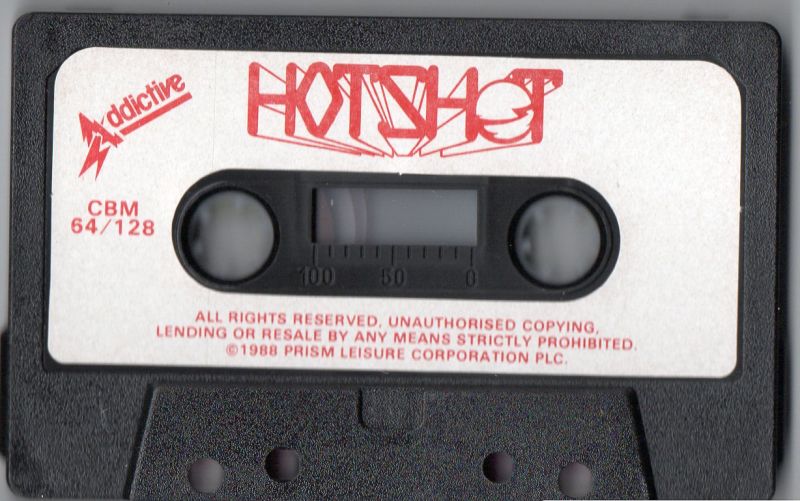 Addictive
HOTSHOT
CBM
64/128
100 50 0
ALL RIGHTS RESERVED, UNAUTHORISED COPYING,
LENDING OR RESALE BY ANY MEANS STRICTLY PROHIBITED.
©1988 PRISM LEISURE CORPORATION PLC.